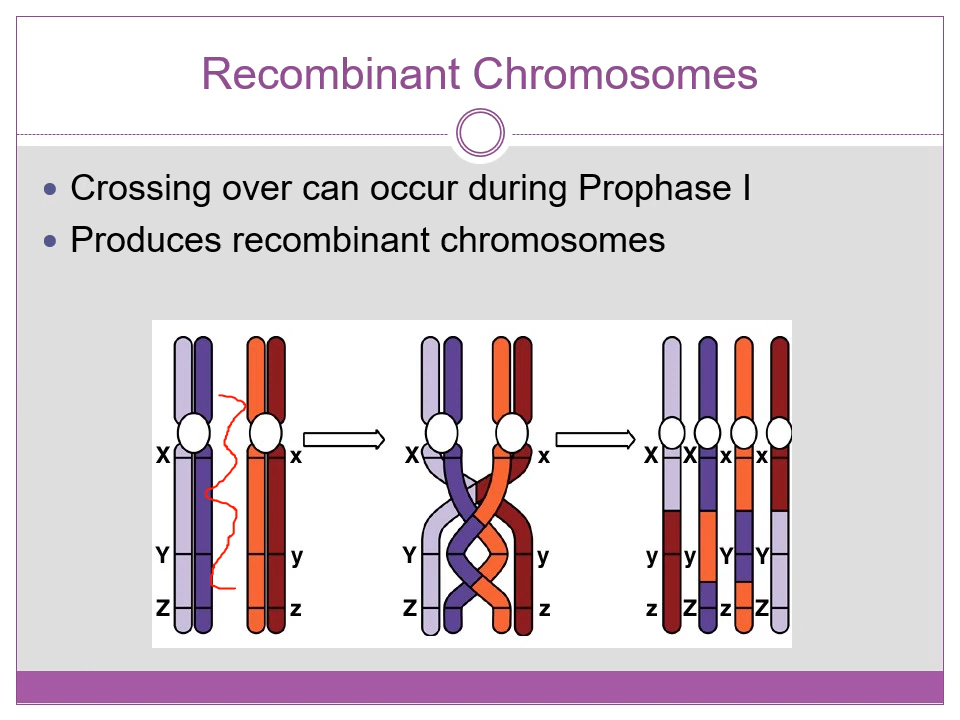 Recombinant Chromosomes
• Crossing over can occur during Prophase I
• Produces recombinant chromosomes
X x X x X X x x
Y y Y y y y Y Y
Z z Z z z Z z Z